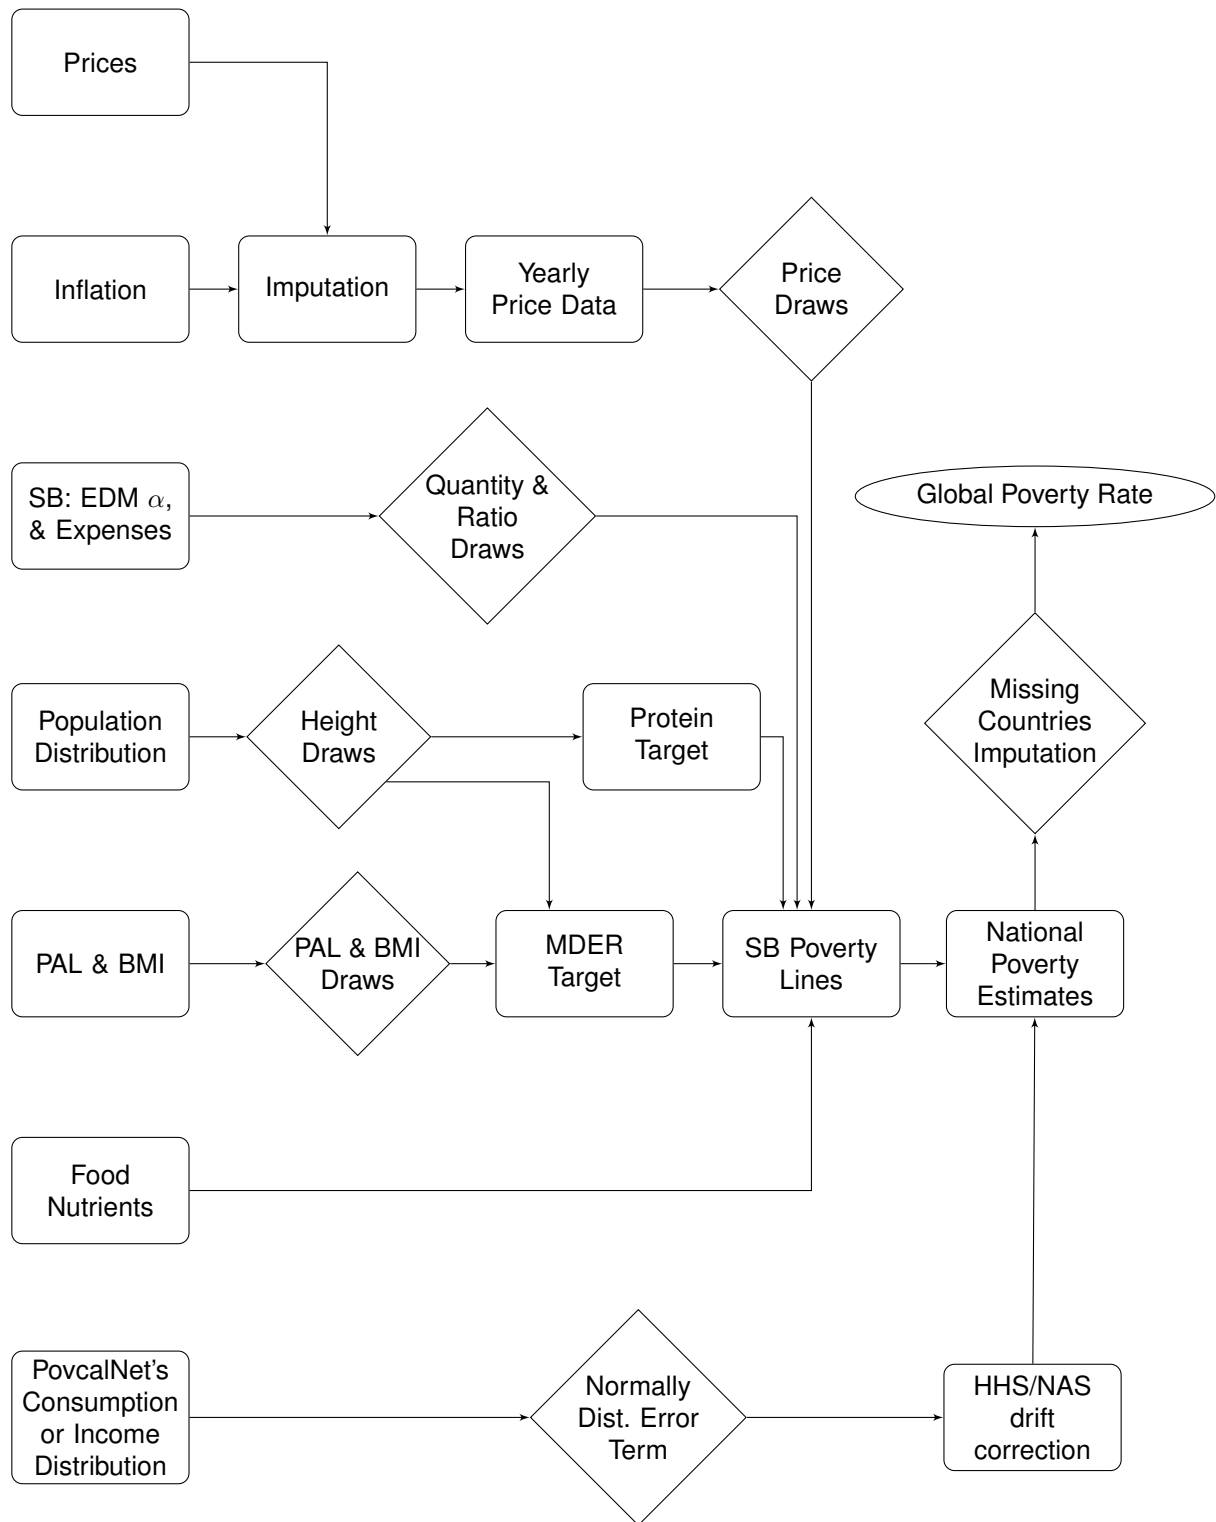 Prices
Inflation
Imputation
Yearly
Price Data
Price
Draws
SB: EDM α,
& Expenses
Quantity &
Ratio
Draws
Global Poverty Rate
Population
Distribution
Height
Draws
Protein
Target
Missing
Countries
Imputation
PAL & BMI
PAL & BMI
Draws
MDER
Target
SB Poverty
Lines
National
Poverty
Estimates
Food
Nutrients
PovcalNet's
Consumption
or Income
Distribution
Normally
Dist. Error
Term
HHS/NAS
drift
correction